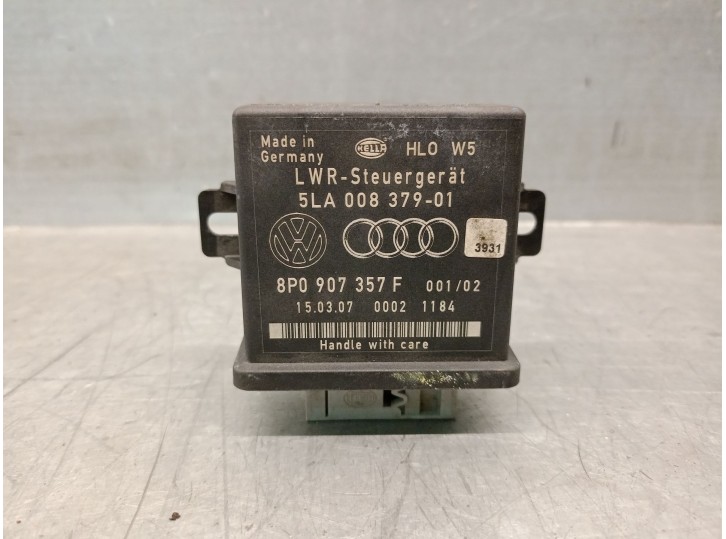 Made in
Germany
HELLA
HLO W5
LWR-Steuergerät
5LA 008 379-01
3931
8P0 907 357 F 001/02
15.03.07 0002 1184
Handle with care